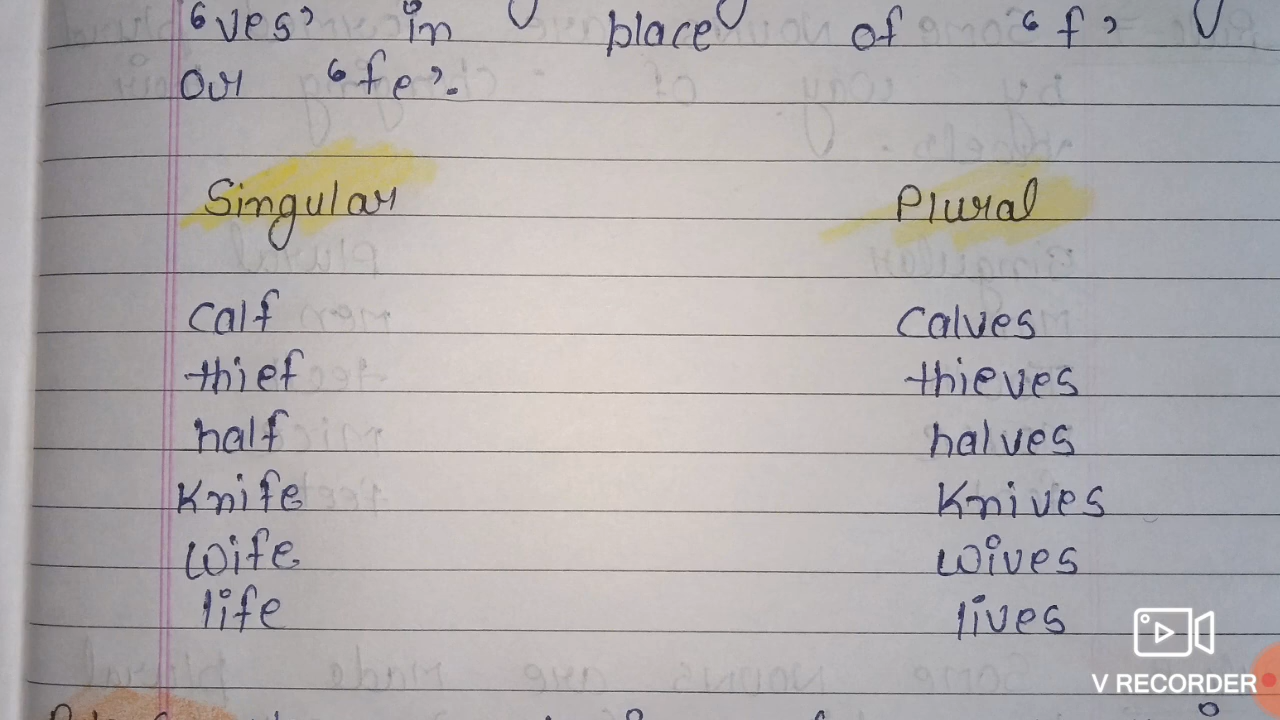 ‘ves’ in place of ‘f’
or ‘fe’.
Singular Plural
calf calves
thief thieves
half halves
Knife Knives
wife wives
life lives
V RECORDER